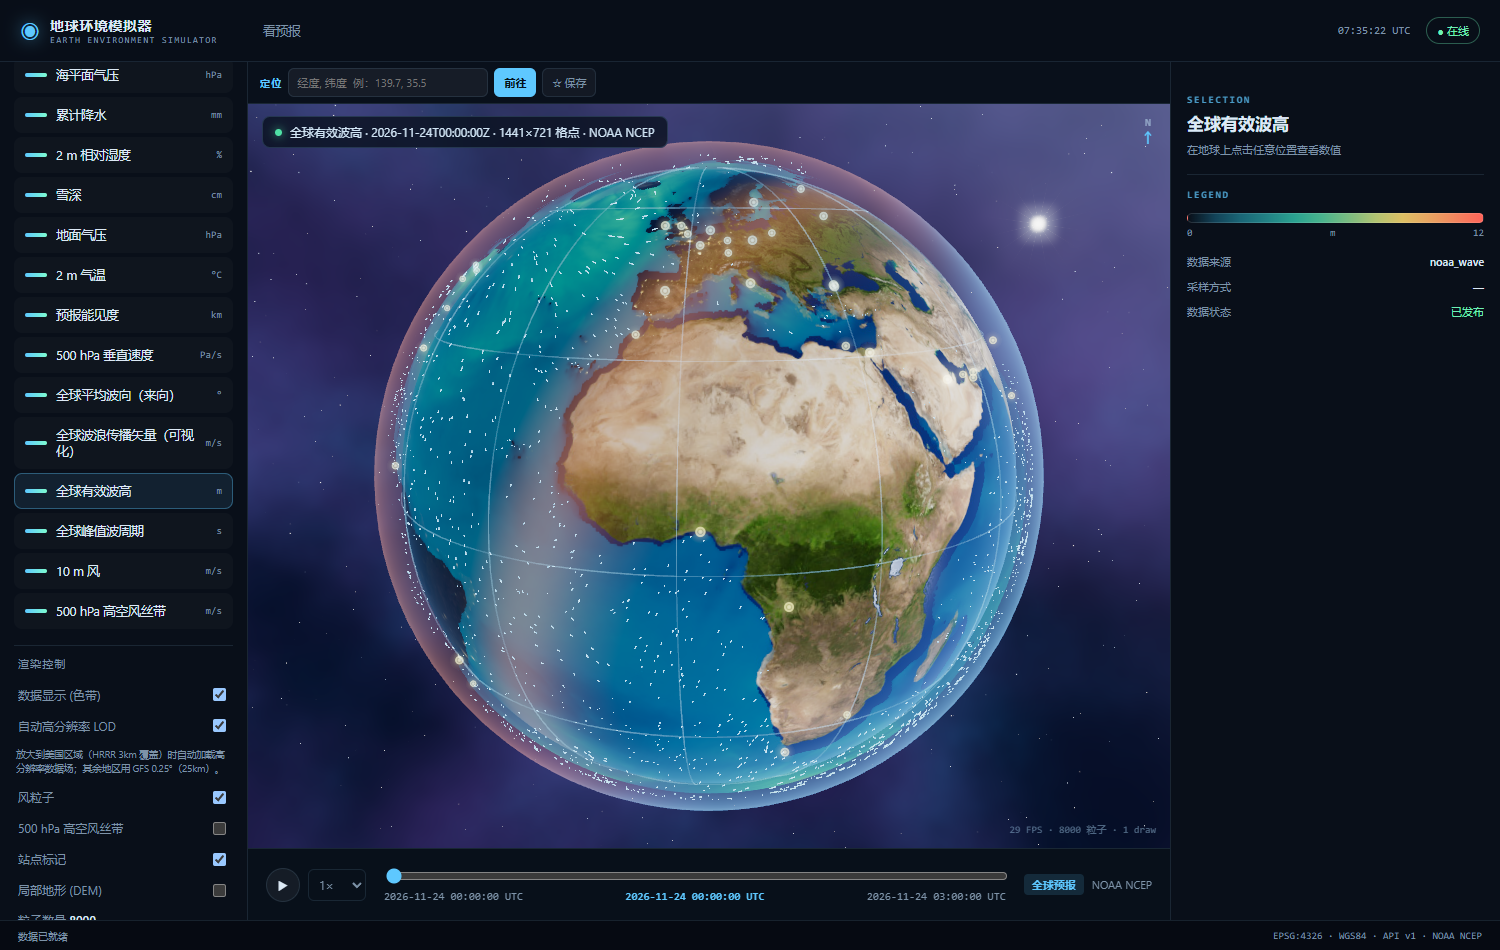 地球环境模拟器
EARTH ENVIRONMENT SIMULATOR
看预报
07:35:22 UTC
● 在线
海平面气压 hPa
累计降水 mm
2 m 相对湿度 %
雪深 cm
地面气压 hPa
2 m 气温 °C
预报能见度 km
500 hPa 垂直速度 Pa/s
全球平均波向（来向） °
全球波浪传播矢量（可视
化） m/s
全球有效波高 m
全球峰值波周期 s
10 m 风 m/s
500 hPa 高空风丝带 m/s
渲染控制
数据显示 (色带)
自动高分辨率 LOD
放大到美国区域（HRRR 3km 覆盖）时自动加载高
分辨率数据场；其余地区用 GFS 0.25°（25km）。
风粒子
500 hPa 高空风丝带
站点标记
局部地形 (DEM)
粒子数量 8000
定位
经度, 纬度 例：139.7, 35.5
前往
☆ 保存
全球有效波高 · 2026-11-24T00:00:00Z · 1441×721 格点 · NOAA NCEP
N
29 FPS · 8000 粒子 · 1 draw
1×
2026-11-24 00:00:00 UTC
2026-11-24 00:00:00 UTC
2026-11-24 03:00:00 UTC
全球预报
NOAA NCEP
SELECTION
全球有效波高
在地球上点击任意位置查看数值
LEGEND
0 m 12
数据来源 noaa_wave
采样方式 —
数据状态 已发布
数据已就绪
EPSG:4326 · WGS84 · API v1 · NOAA NCEP